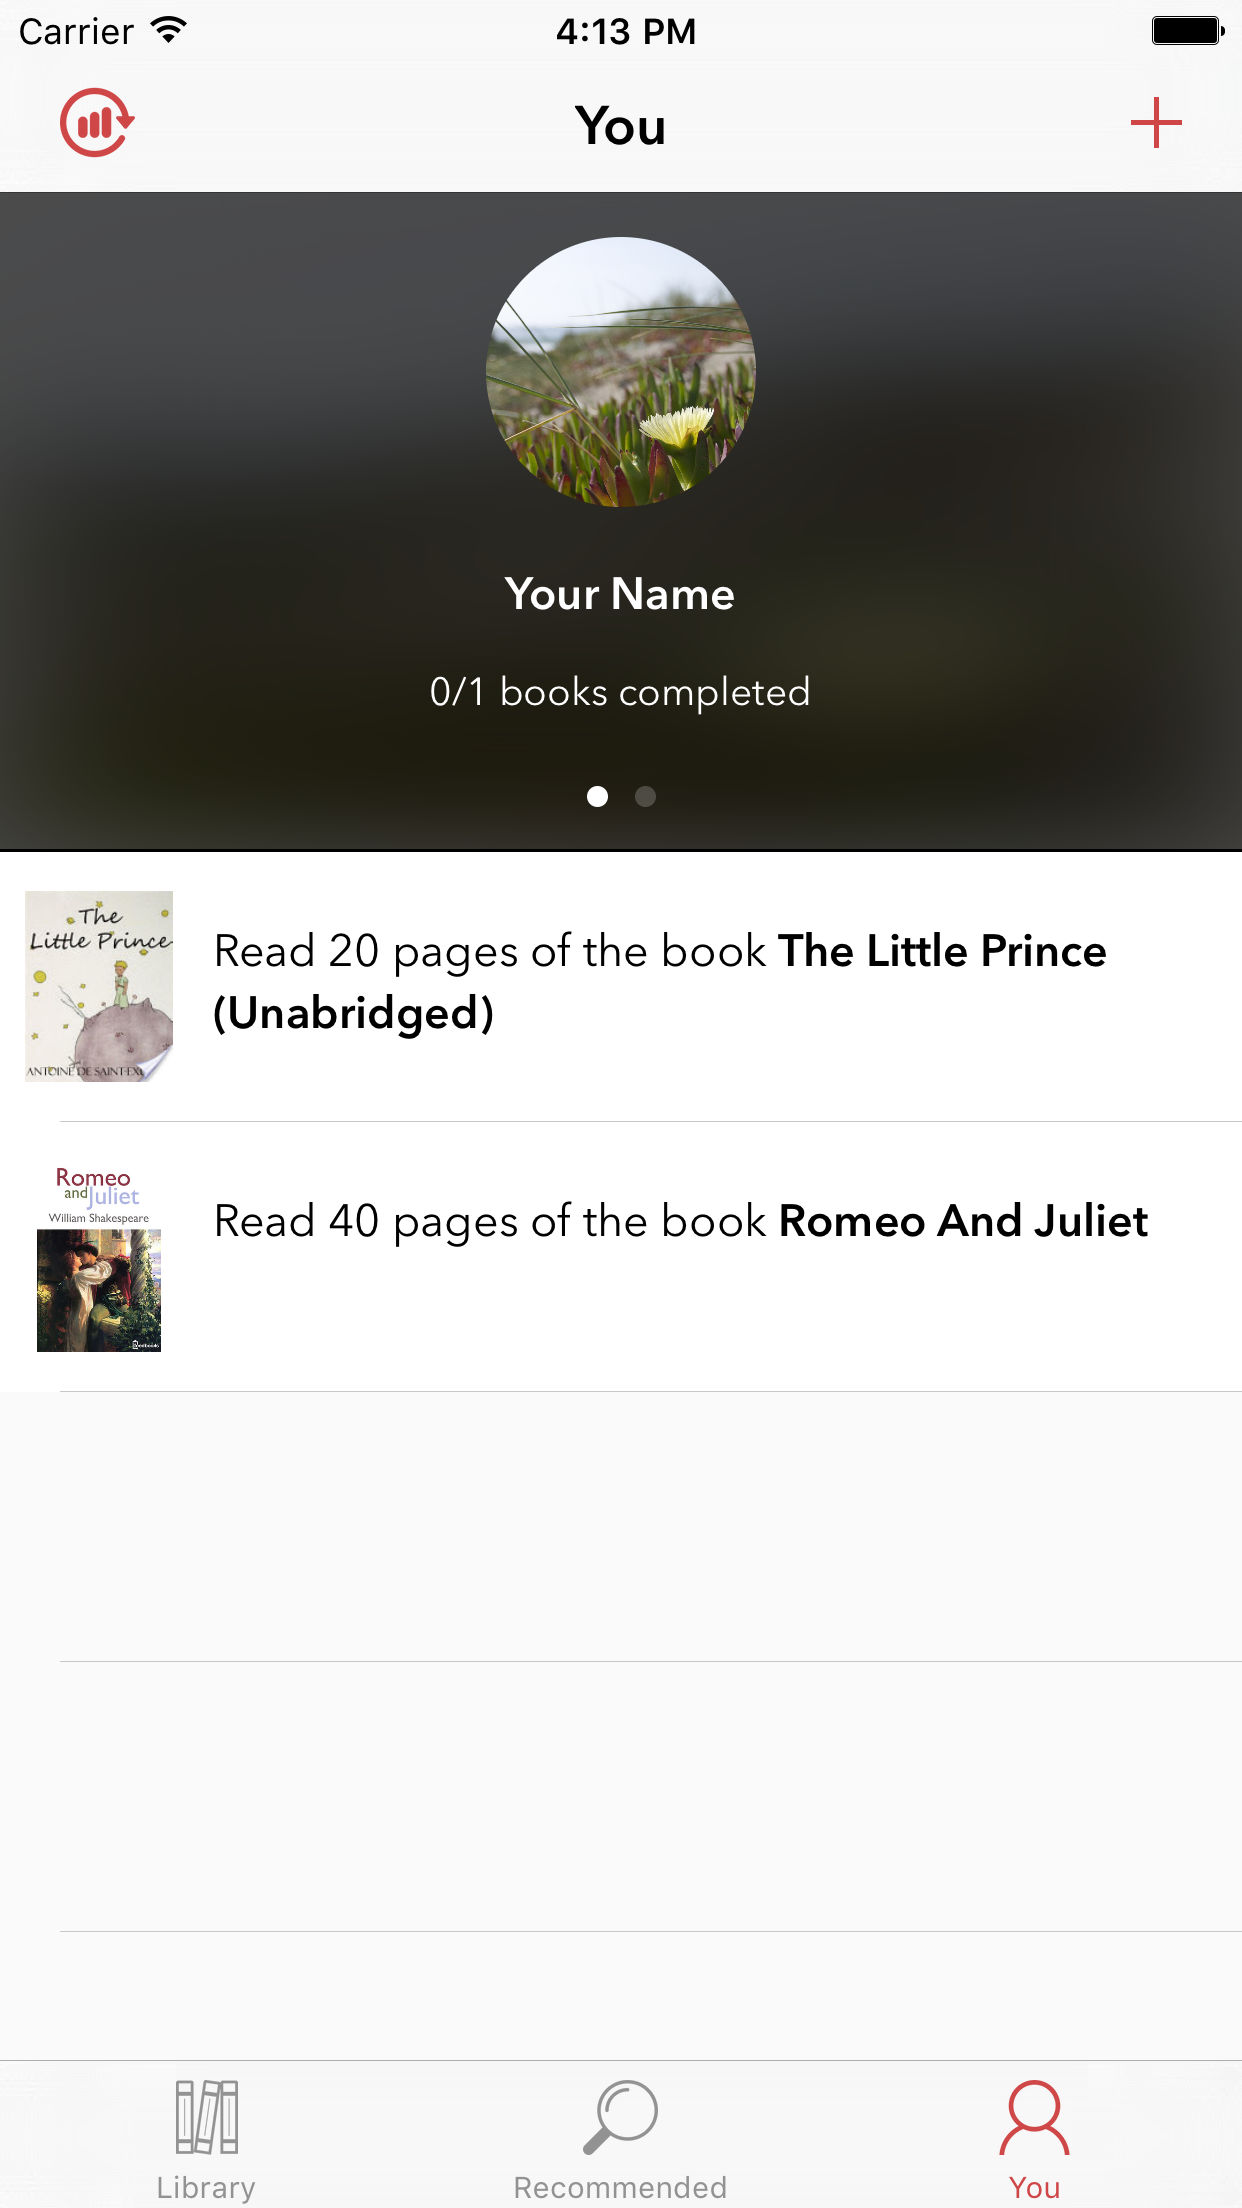 Carrier 4:13 PM
You
Your Name
0/1 books completed
The
Little Prince
ANTOINE DE SAINT-EXU
Read 20 pages of the book The Little Prince
(Unabridged)
Romeo
and Juliet
William Shakespeare
Read 40 pages of the book Romeo And Juliet
Library Recommended You